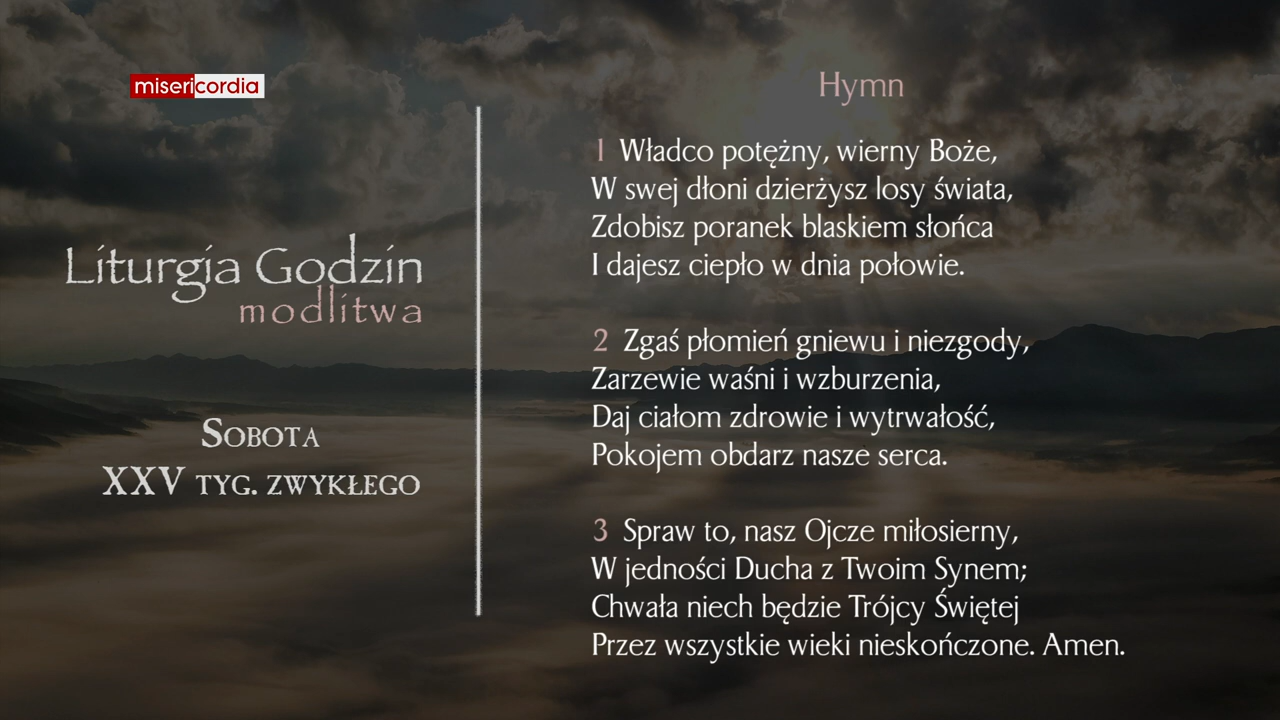 misericordia
Liturgia Godzin
modlitwa
Sobota
XXV tyg. zwykłego
Hymn
1 Władco potężny, wierny Boże,
W swej dłoni dzierżysz losy świata,
Zdobisz poranek blaskiem słońca
I dajesz ciepło w dnia połowie.
2 Zgaś płomień gniewu i niezgody,
Zarzewie waśni i wzburzenia,
Daj ciałom zdrowie i wytrwałość,
Pokojem obdarz nasze serca.
3 Spraw to, nasz Ojcze miłosierny,
W jedności Ducha z Twoim Synem;
Chwała niech będzie Trójcy Świętej
Przez wszystkie wieki nieskończone. Amen.